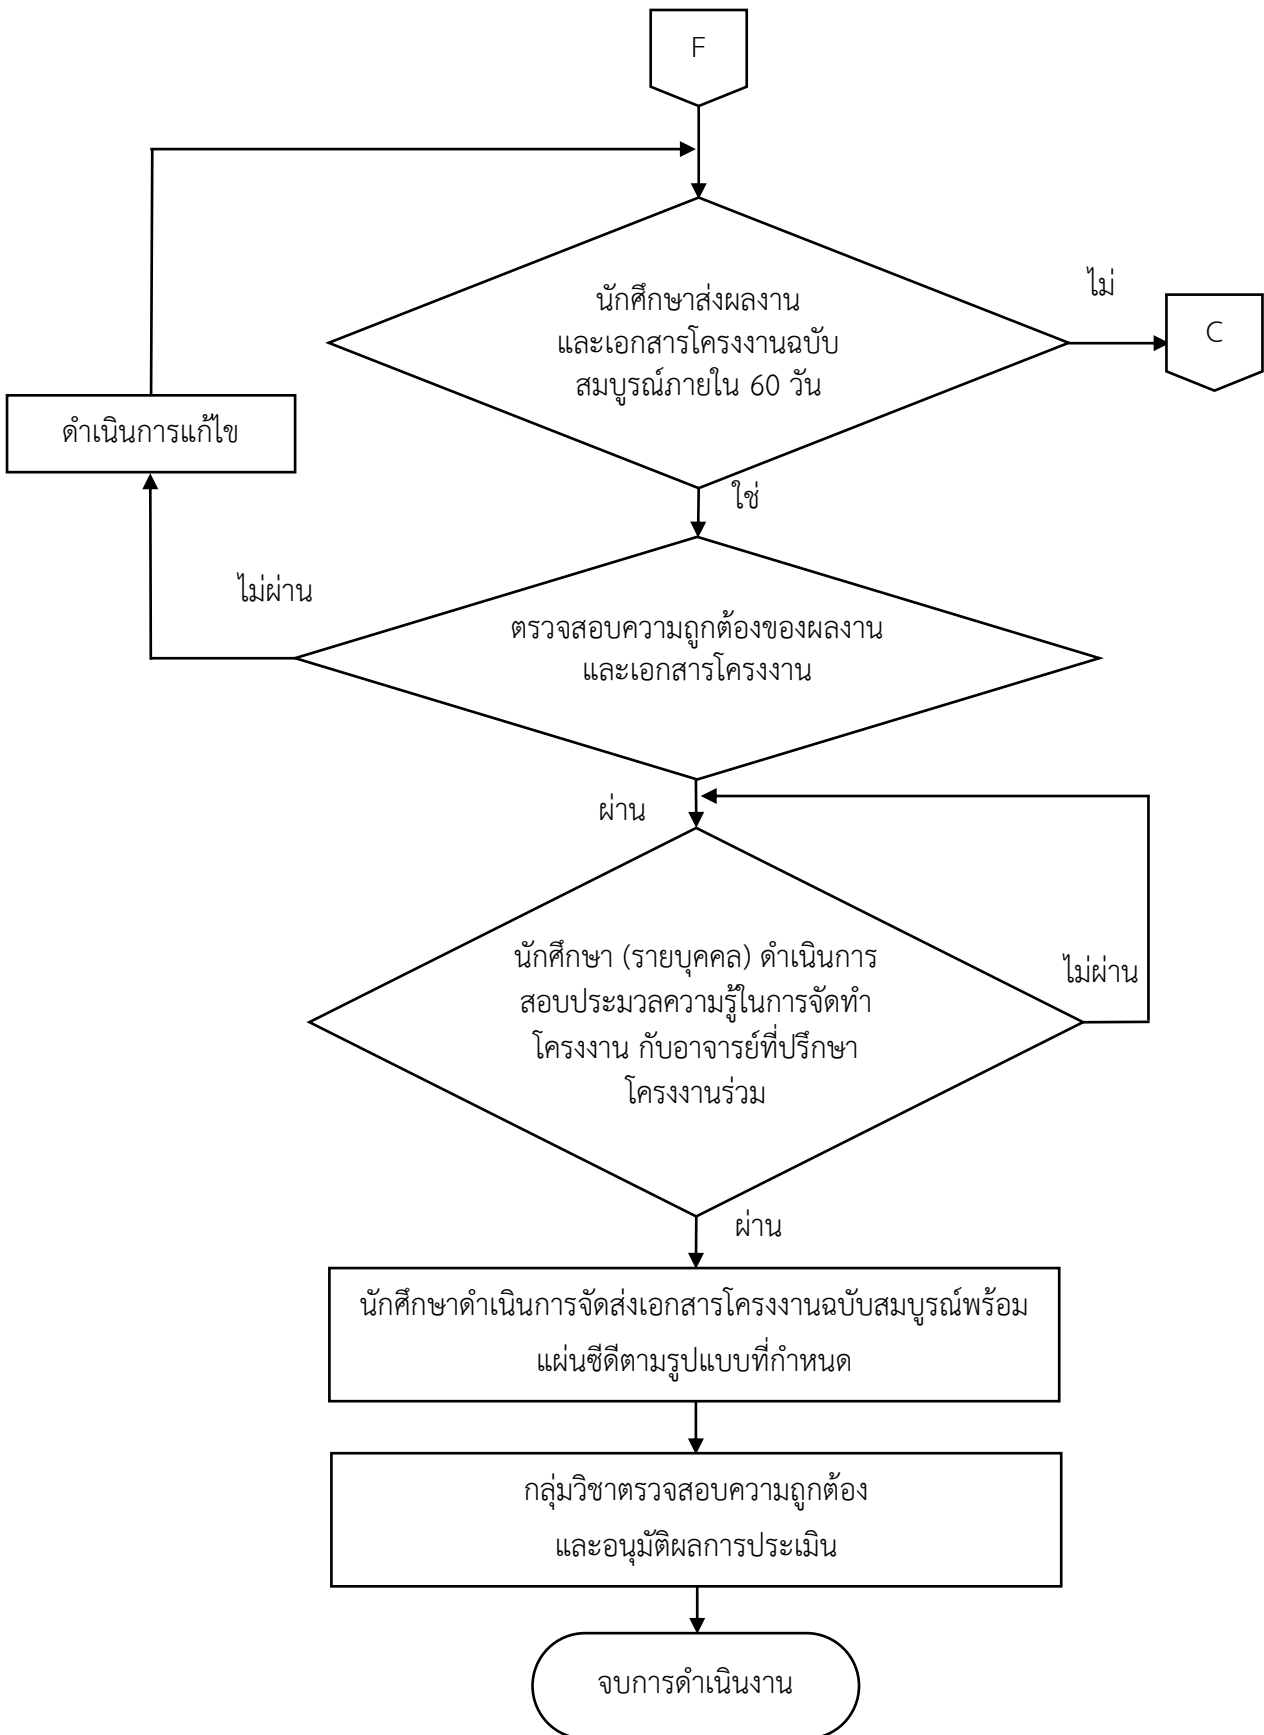 F
นักศึกษาส่งผลงาน
และเอกสารโครงงานฉบับ
สมบูรณ์ภายใน 60 วัน
ไม่
C
ดำเนินการแก้ไข
ใช่
ไม่ผ่าน
ตรวจสอบความถูกต้องของผลงาน
และเอกสารโครงงาน
ผ่าน
นักศึกษา (รายบุคคล) ดำเนินการ
สอบประมวลความรู้ในการจัดทำ
โครงงาน กับอาจารย์ที่ปรึกษา
โครงงานร่วม
ไม่ผ่าน
ผ่าน
นักศึกษาดำเนินการจัดส่งเอกสารโครงงานฉบับสมบูรณ์พร้อม
แผ่นซีดีตามรูปแบบที่กำหนด
กลุ่มวิชาตรวจสอบความถูกต้อง
และอนุมัติผลการประเมิน
จบการดำเนินงาน